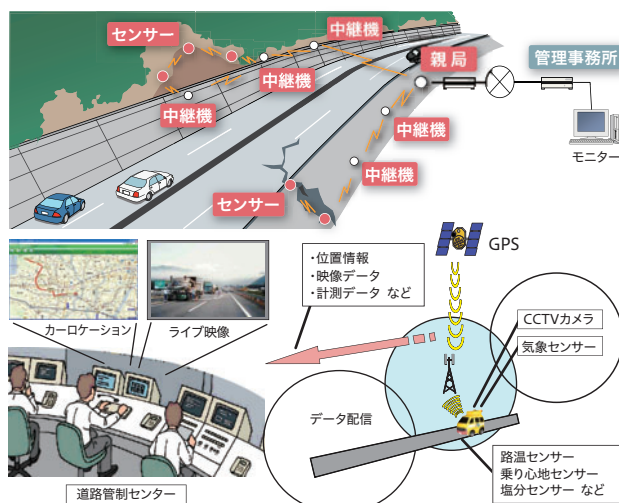 中継機
センサー
親局
管理事務所
中継機
中継機
中継機
モニター
中継機
センサー
GPS
・位置情報
・映像データ
・計測データ など
CCTVカメラ
気象センサー
カーロケーション
ライブ映像
データ配信
路温センサー
乗り心地センサー
塩分センサー など
道路管制センター